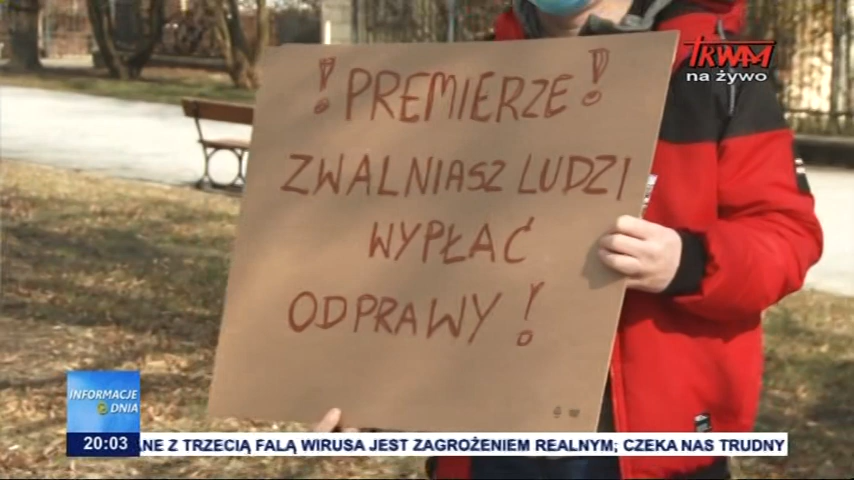 TRWAM
na żywo
! PREMIERZE !
ZWALNIASZ LUDZI
WYPŁAĆ
ODPRAWY !
INFORMACJE
DNIA
20:03
ANE Z TRZECIĄ FALĄ WIRUSA JEST ZAGROŻENIEM REALNYM; CZEKA NAS TRUDNY